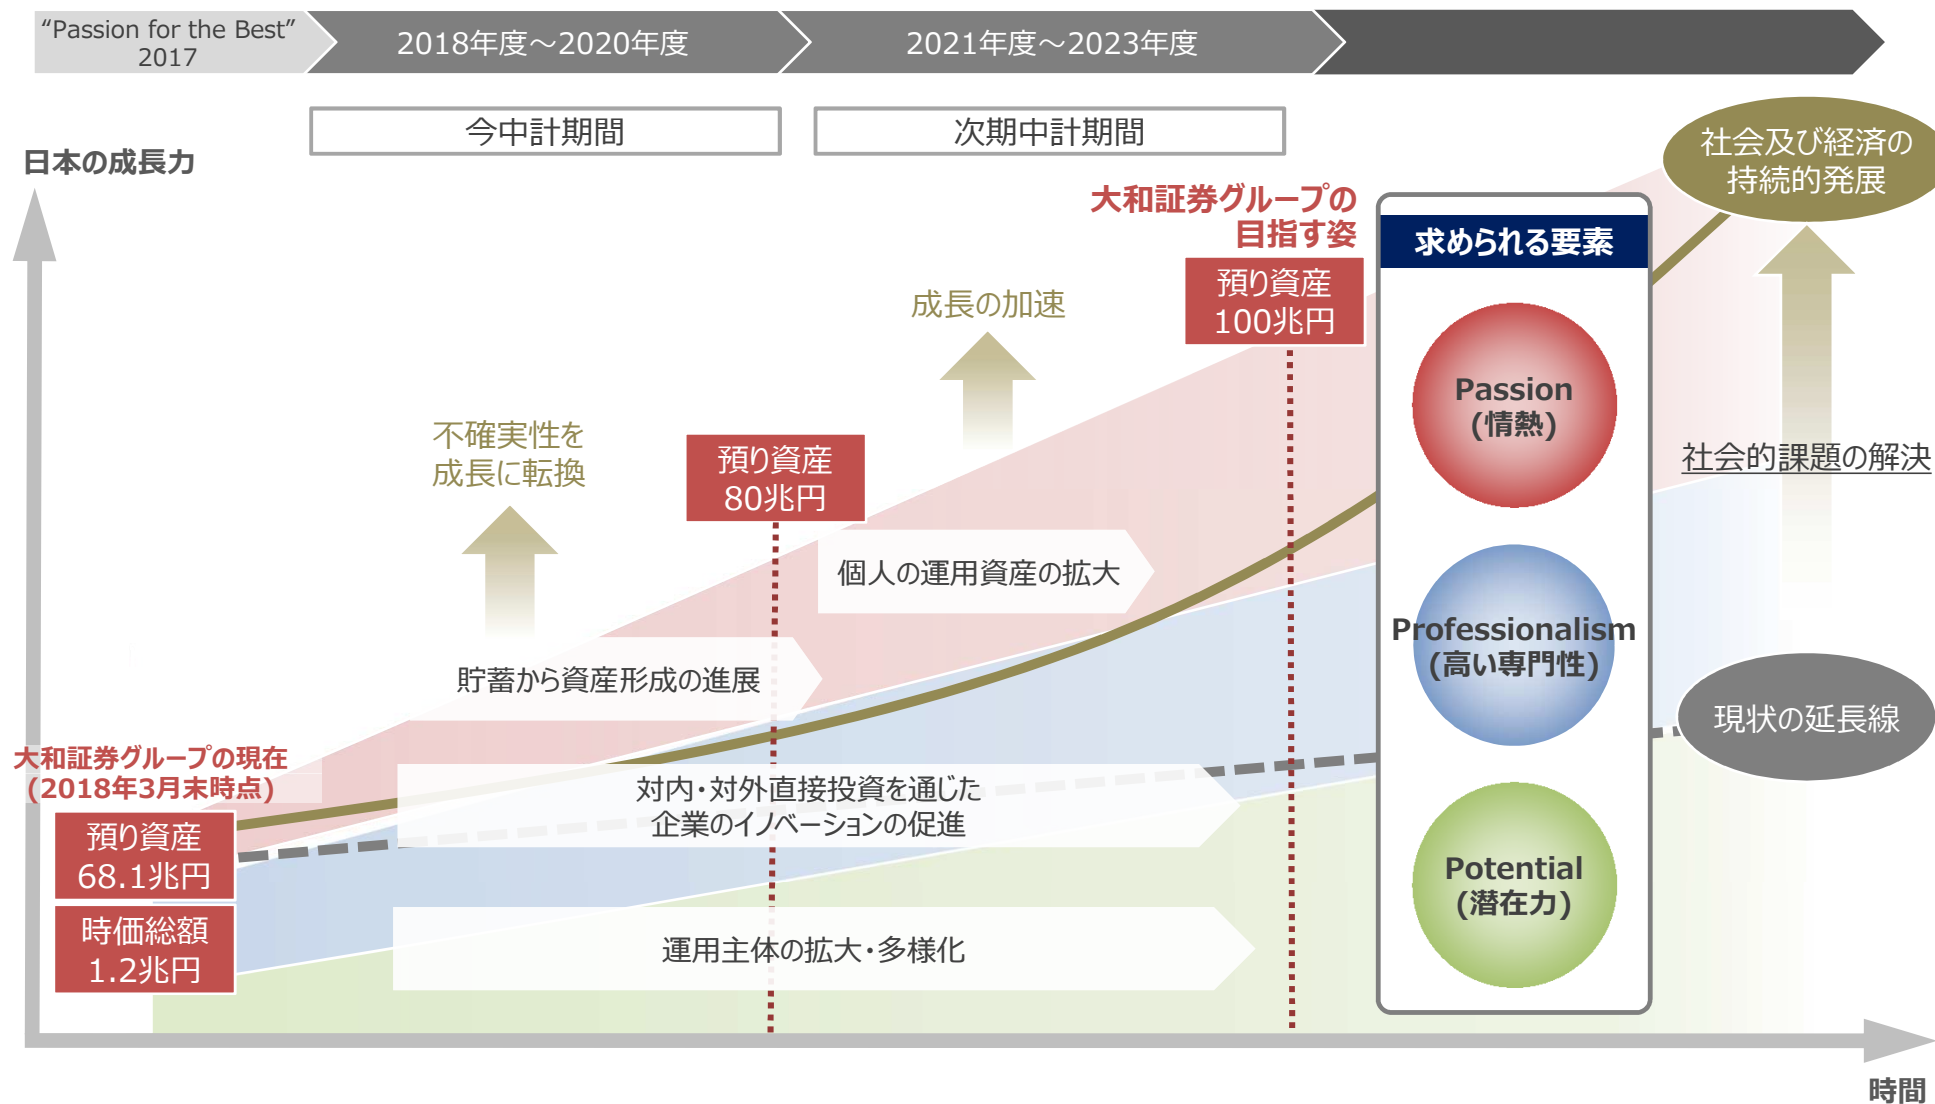 “Passion for the Best”
2017
2018年度～2020年度
2021年度～2023年度
今中計期間
次期中計期間
日本の成長力
社会及び経済の
持続的発展
大和証券グループの
目指す姿
求められる要素
預り資産
100兆円
成長の加速
Passion
(情熱)
不確実性を
成長に転換
預り資産
80兆円
社会的課題の解決
個人の運用資産の拡大
Professionalism
(高い専門性)
貯蓄から資産形成の進展
現状の延長線
大和証券グループの現在
(2018年3月末時点)
対内・対外直接投資を通じた
企業のイノベーションの促進
預り資産
68.1兆円
Potential
(潜在力)
時価総額
1.2兆円
運用主体の拡大・多様化
時間